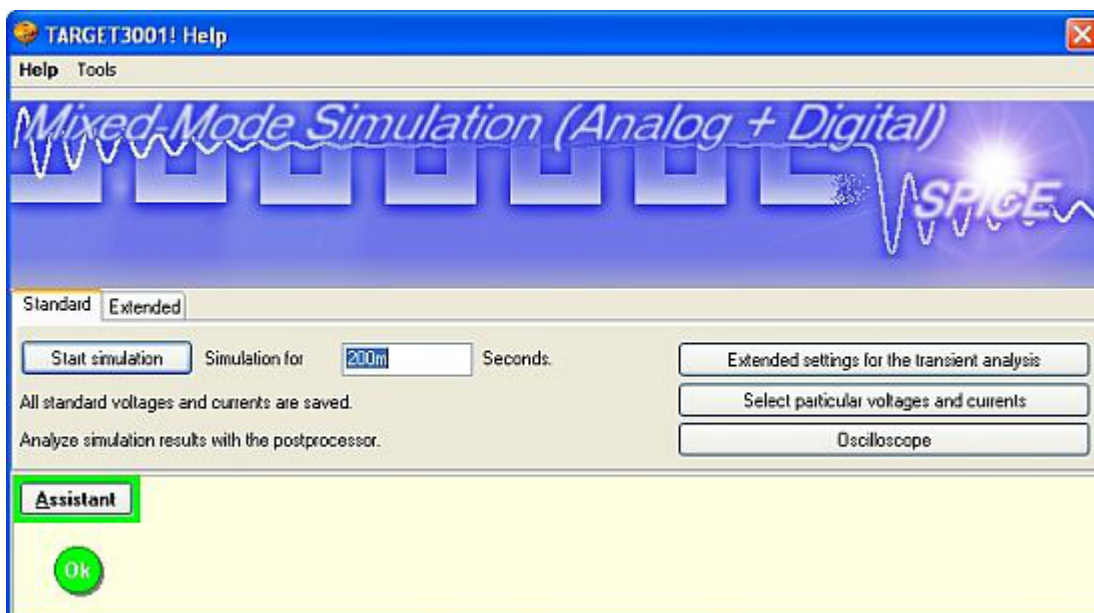 TARGET3001! Help
Help Tools
Mixed-Mode Simulation (Analog + Digital)
SPICE
Standard Extended
Start simulation Simulation for 200m Seconds. Extended settings for the transient analysis
All standard voltages and currents are saved. Select particular voltages and currents
Analyze simulation results with the postprocessor. Oscilloscope
Assistant
Ok